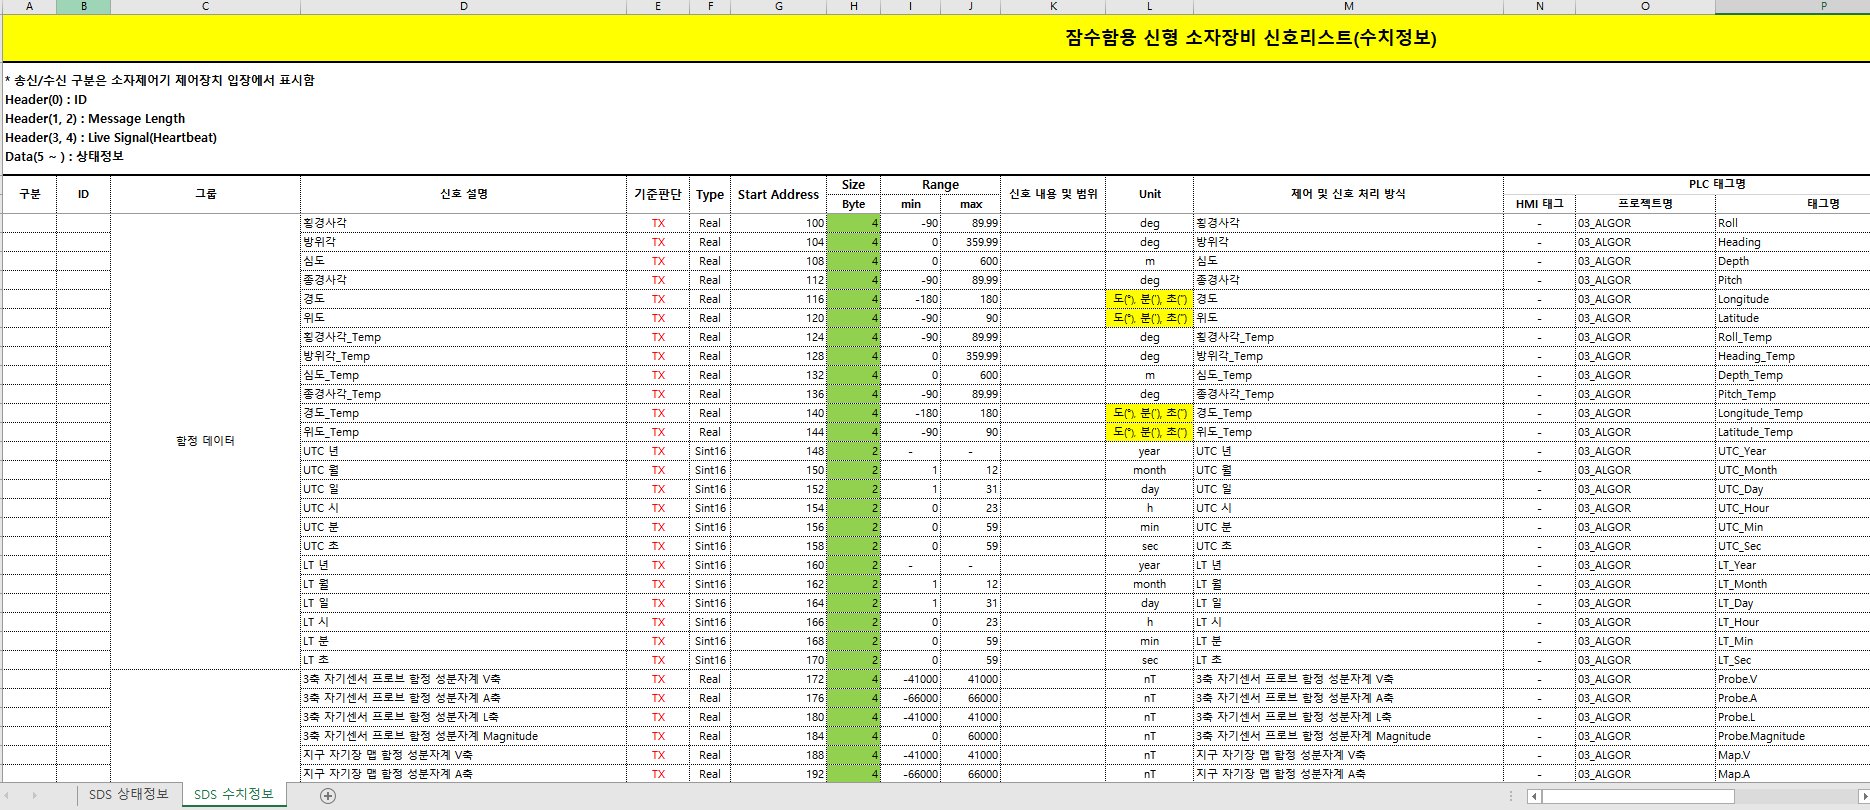 A B C D E F G H I J K L M N O P
잠수함용 신형 소자장비 신호리스트(수치정보)
* 송신/수신 구분은 소자제어기 제어장치 입장에서 표시함
Header(0) : ID
Header(1, 2) : Message Length
Header(3, 4) : Live Signal(Heartbeat)
Data(5 ~ ) : 상태정보
구분 ID 그룹 신호 설명 기준판단 Type Start Address Size Range 신호 내용 및 범위 Unit 제어 및 신호 처리 방식 PLC 태그명
Byte min max HMI 태그 프로젝트명 태그명
횡경사각 TX Real 100 4 -90 89.99 deg 횡경사각 - 03_ALGOR Roll
방위각 TX Real 104 4 0 359.99 deg 방위각 - 03_ALGOR Heading
심도 TX Real 108 4 0 600 m 심도 - 03_ALGOR Depth
종경사각 TX Real 112 4 -90 89.99 deg 종경사각 - 03_ALGOR Pitch
경도 TX Real 116 4 -180 180 도(°), 분('), 초(") 경도 - 03_ALGOR Longitude
위도 TX Real 120 4 -90 90 도(°), 분('), 초(") 위도 - 03_ALGOR Latitude
횡경사각_Temp TX Real 124 4 -90 89.99 deg 횡경사각_Temp - 03_ALGOR Roll_Temp
방위각_Temp TX Real 128 4 0 359.99 deg 방위각_Temp - 03_ALGOR Heading_Temp
심도_Temp TX Real 132 4 0 600 m 심도_Temp - 03_ALGOR Depth_Temp
종경사각_Temp TX Real 136 4 -90 89.99 deg 종경사각_Temp - 03_ALGOR Pitch_Temp
경도_Temp TX Real 140 4 -180 180 도(°), 분('), 초(") 경도_Temp - 03_ALGOR Longitude_Temp
위도_Temp TX Real 144 4 -90 90 도(°), 분('), 초(") 위도_Temp - 03_ALGOR Latitude_Temp
함정 데이터
UTC 년 TX Sint16 148 2 - - year UTC 년 - 03_ALGOR UTC_Year
UTC 월 TX Sint16 150 2 1 12 month UTC 월 - 03_ALGOR UTC_Month
UTC 일 TX Sint16 152 2 1 31 day UTC 일 - 03_ALGOR UTC_Day
UTC 시 TX Sint16 154 2 0 23 h UTC 시 - 03_ALGOR UTC_Hour
UTC 분 TX Sint16 156 2 0 59 min UTC 분 - 03_ALGOR UTC_Min
UTC 초 TX Sint16 158 2 0 59 sec UTC 초 - 03_ALGOR UTC_Sec
LT 년 TX Sint16 160 2 - - year LT 년 - 03_ALGOR LT_Year
LT 월 TX Sint16 162 2 1 12 month LT 월 - 03_ALGOR LT_Month
LT 일 TX Sint16 164 2 1 31 day LT 일 - 03_ALGOR LT_Day
LT 시 TX Sint16 166 2 0 23 h LT 시 - 03_ALGOR LT_Hour
LT 분 TX Sint16 168 2 0 59 min LT 분 - 03_ALGOR LT_Min
LT 초 TX Sint16 170 2 0 59 sec LT 초 - 03_ALGOR LT_Sec
3축 자기센서 프로브 함정 성분자계 V축 TX Real 172 4 -41000 41000 nT 3축 자기센서 프로브 함정 성분자계 V축 - 03_ALGOR Probe.V
3축 자기센서 프로브 함정 성분자계 A축 TX Real 176 4 -66000 66000 nT 3축 자기센서 프로브 함정 성분자계 A축 - 03_ALGOR Probe.A
3축 자기센서 프로브 함정 성분자계 L축 TX Real 180 4 -41000 41000 nT 3축 자기센서 프로브 함정 성분자계 L축 - 03_ALGOR Probe.L
3축 자기센서 프로브 함정 성분자계 Magnitude TX Real 184 4 0 60000 nT 3축 자기센서 프로브 함정 성분자계 Magnitude - 03_ALGOR Probe.Magnitude
지구 자기장 맵 함정 성분자계 V축 TX Real 188 4 -41000 41000 nT 지구 자기장 맵 함정 성분자계 V축 - 03_ALGOR Map.V
지구 자기장 맵 함정 성분자계 A축 TX Real 192 4 -66000 66000 nT 지구 자기장 맵 함정 성분자계 A축 - 03_ALGOR Map.A
SDS 상태정보 SDS 수치정보